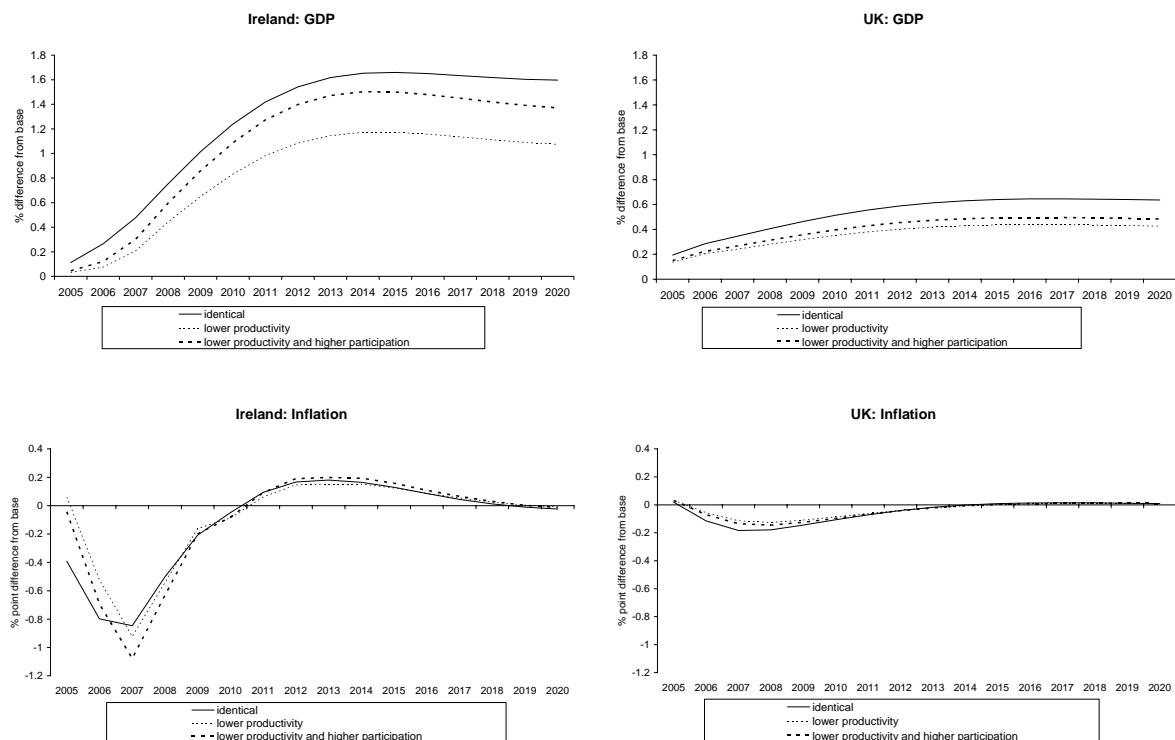 Ireland: GDP
% difference from base
1.8
1.6
1.4
1.2
1
0.8
0.6
0.4
0.2
0
2005 2006 2007 2008 2009 2010 2011 2012 2013 2014 2015 2016 2017 2018 2019 2020
identical
lower productivity
lower productivity and higher participation
UK: GDP
% difference from base
1.8
1.6
1.4
1.2
1
0.8
0.6
0.4
0.2
0
2005 2006 2007 2008 2009 2010 2011 2012 2013 2014 2015 2016 2017 2018 2019 2020
identical
lower productivity
lower productivity and higher participation
Ireland: Inflation
% point difference from base
0.4
0.2
0
-0.2
-0.4
-0.6
-0.8
-1
-1.2
2005 2006 2007 2008 2009 2010 2011 2012 2013 2014 2015 2016 2017 2018 2019 2020
identical
lower productivity
lower productivity and higher participation
UK: Inflation
% point difference from base
0.4
0.2
0
-0.2
-0.4
-0.6
-0.8
-1
-1.2
2005 2006 2007 2008 2009 2010 2011 2012 2013 2014 2015 2016 2017 2018 2019 2020
identical
lower productivity
lower productivity and higher participation